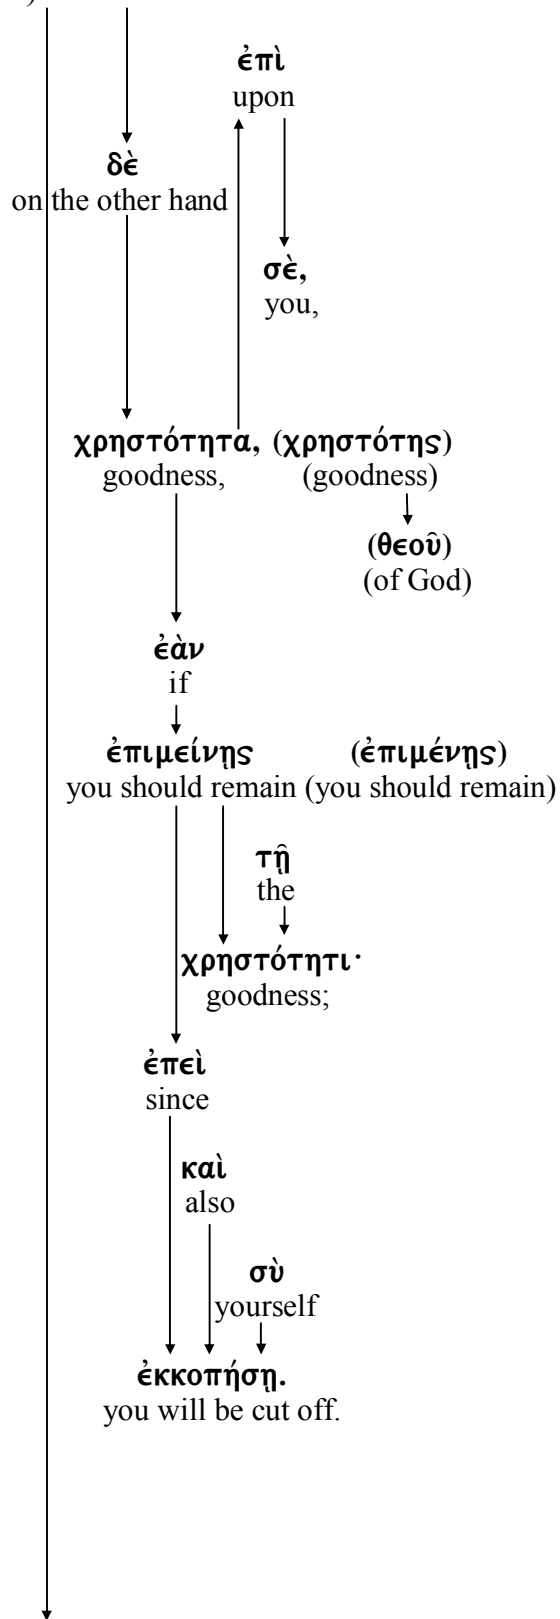 )
ἐπὶ
upon
δὲ
on the other hand
σὲ,
you,
χρηστότητα, (χρηστότης)
goodness, (goodness)
(θεοῦ)
(of God)
ἐὰν
if
ἐπιμείνῃς (ἐπιμένῃς)
you should remain (you should remain)
τῇ
the
χρηστότητι·
goodness;
ἐπεὶ
since
καὶ
also
σὺ
yourself
ἐκκοπήσῃ.
you will be cut off.